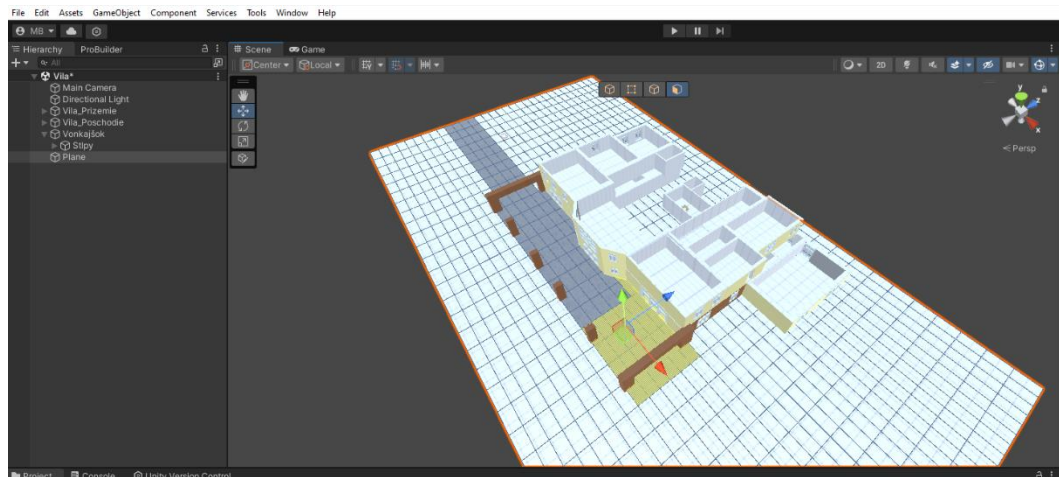 File Edit Assets GameObject Component Services Tools Window Help
MB
Hierarchy ProBuilder
All
Vila*
Main Camera
Directional Light
Vila_Prizemie
Vila_Poschodie
Vonkajšok
Stlpy
Plane
Scene Game
Center Local
2D
y
z
x
Persp
Project Console Unity Version Control